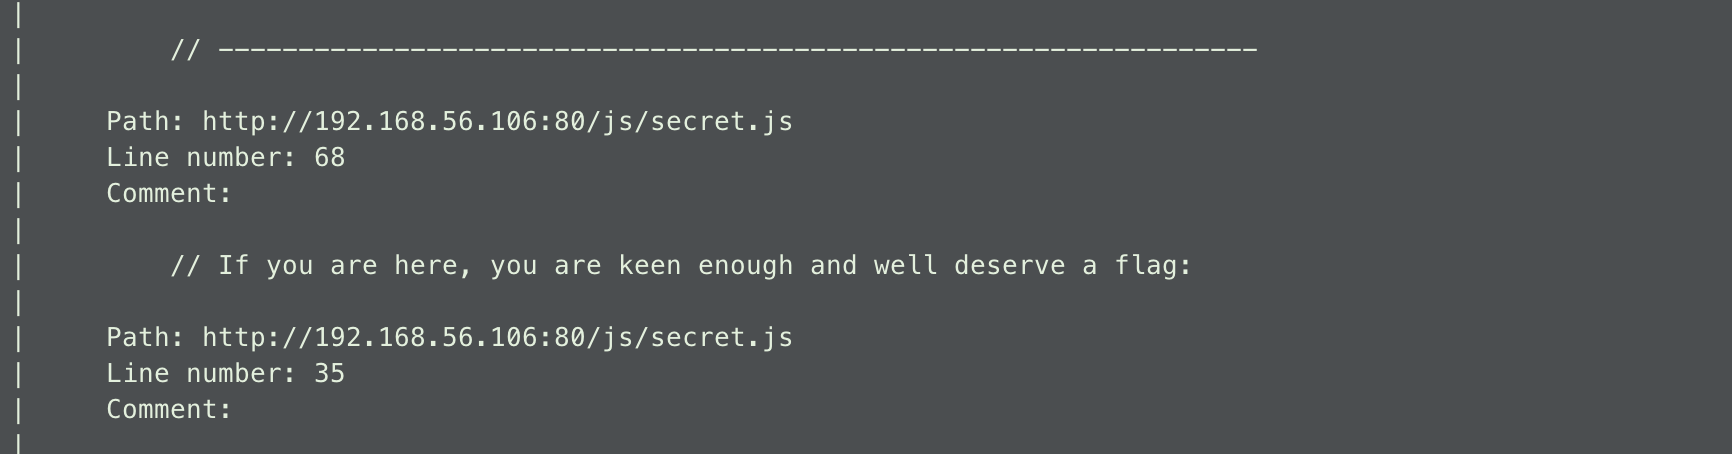 |
|         // -----------------------------------------------------------------
|
|     Path: http://192.168.56.106:80/js/secret.js
|     Line number: 68
|     Comment:
|
|         // If you are here, you are keen enough and well deserve a flag:
|
|     Path: http://192.168.56.106:80/js/secret.js
|     Line number: 35
|     Comment:
|